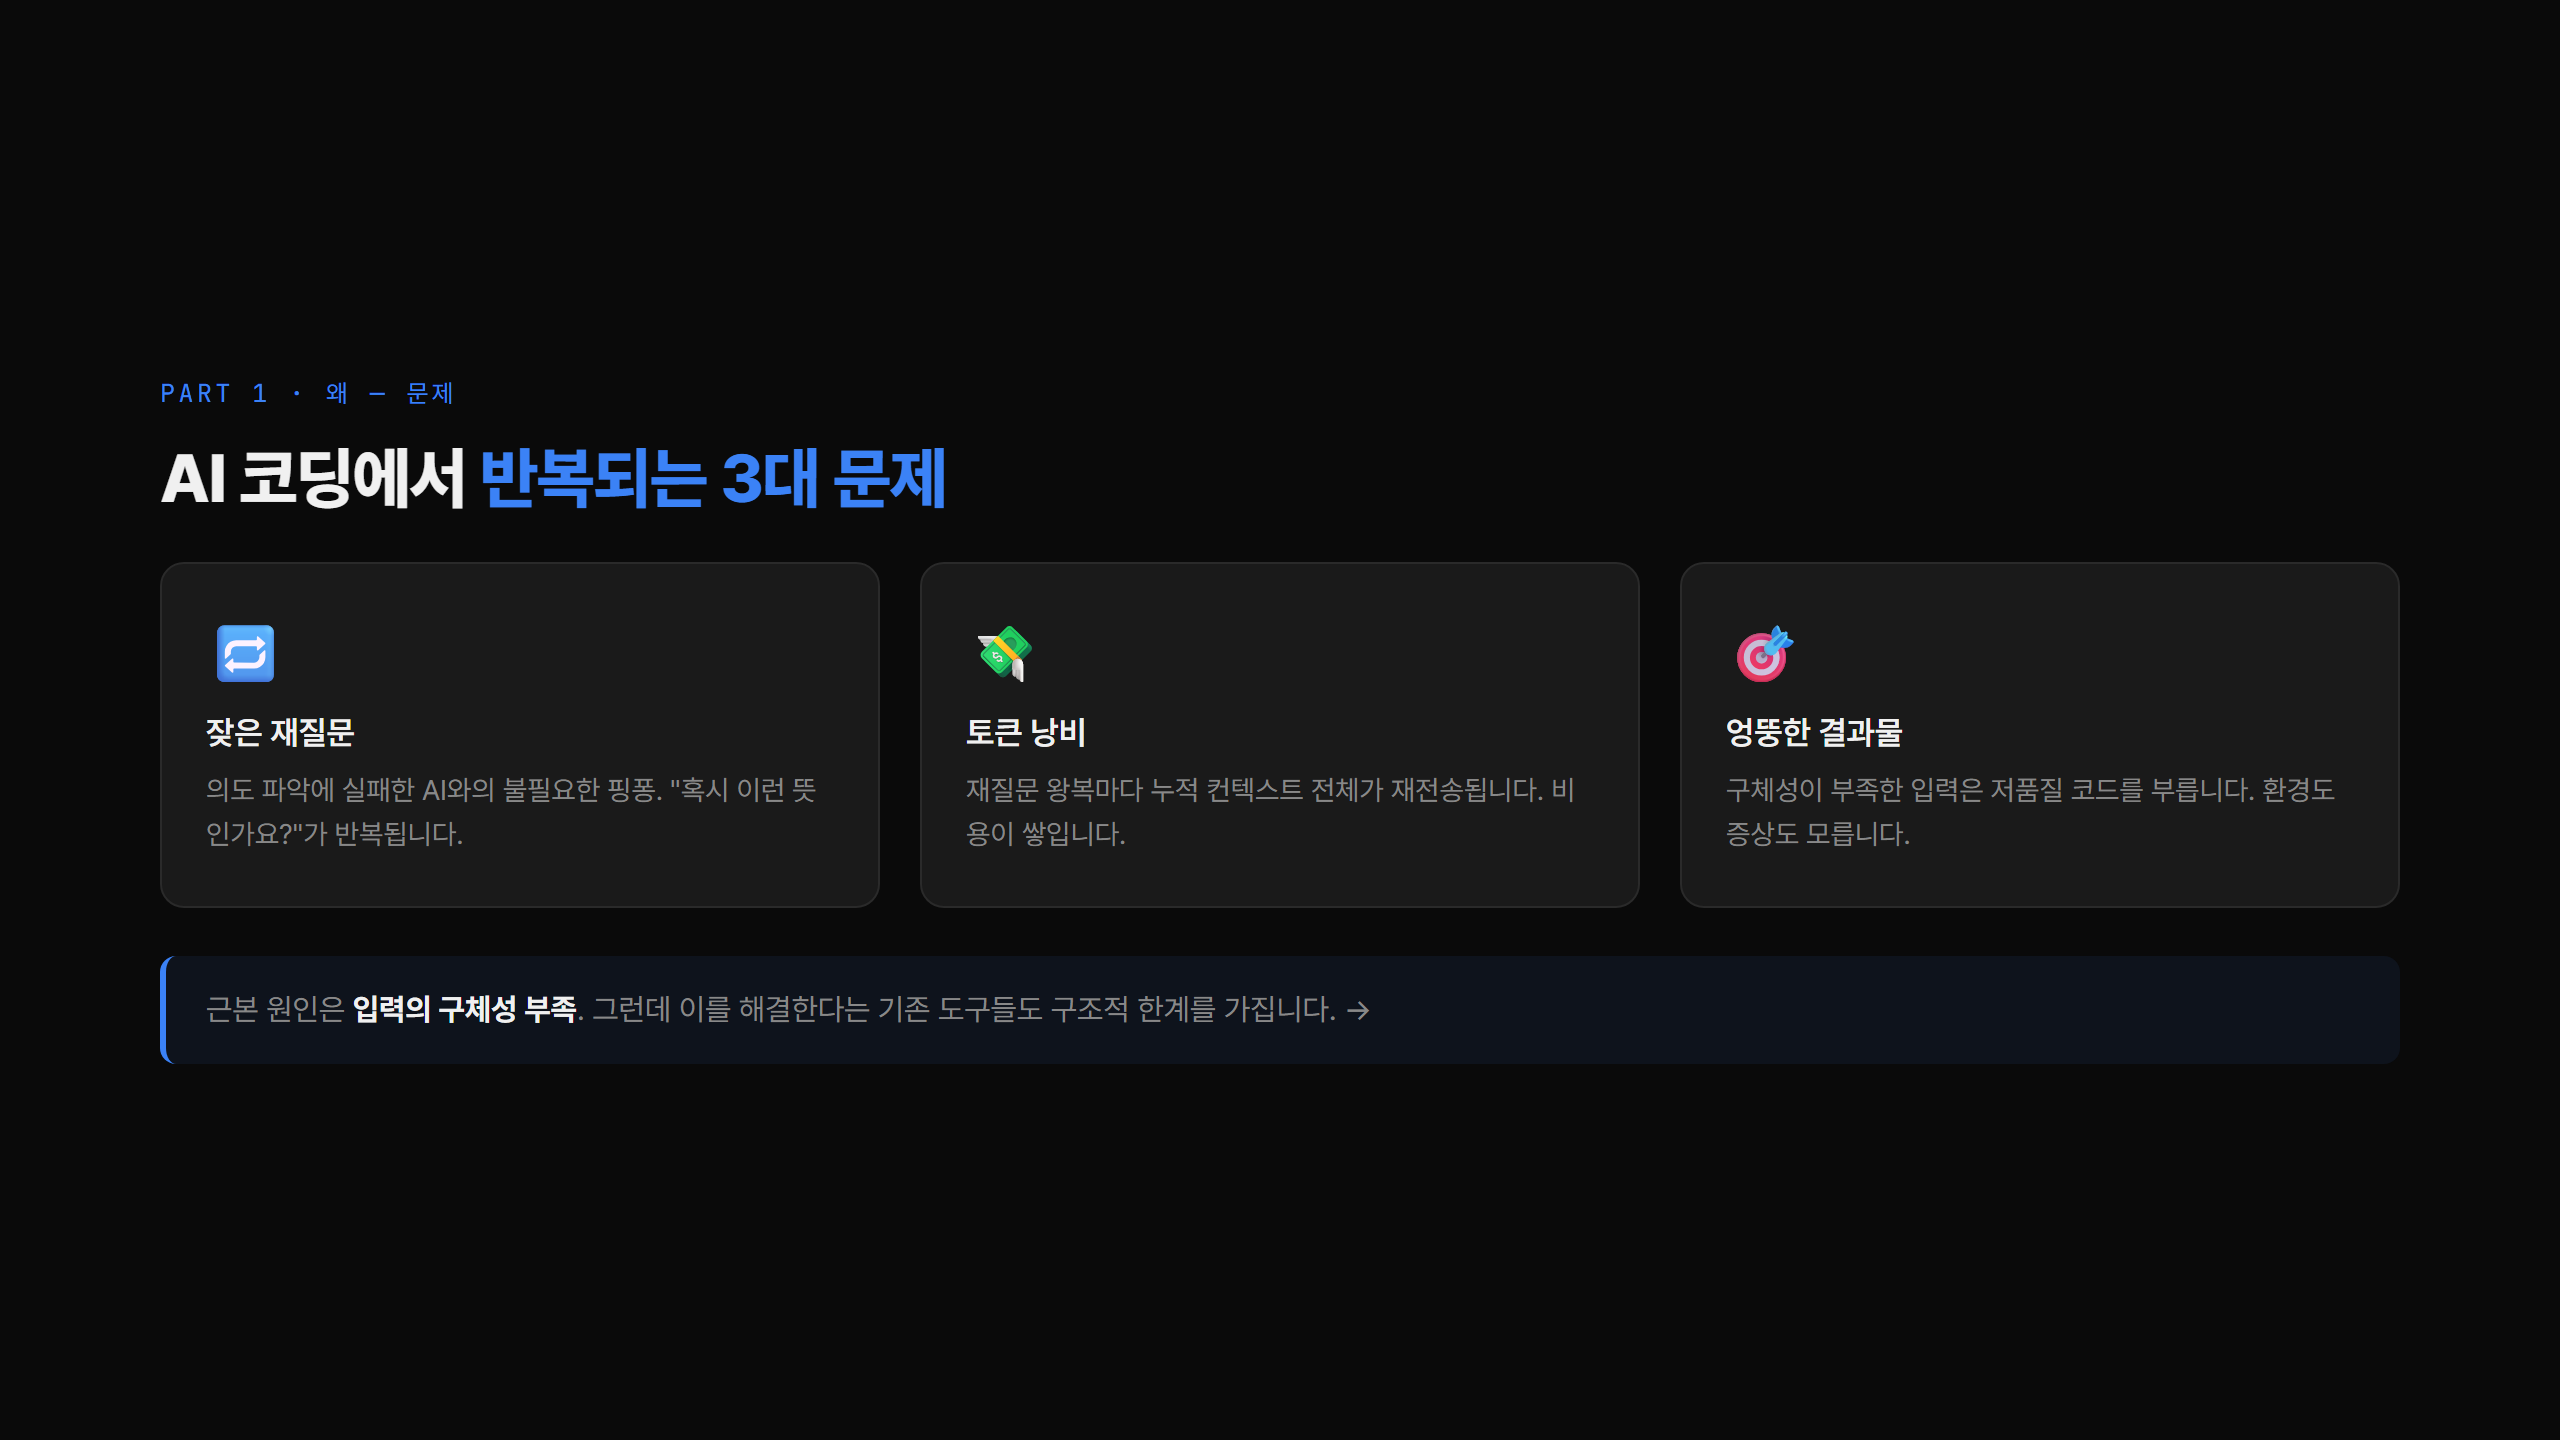 PART 1 · 왜 — 문제
AI 코딩에서 반복되는 3대 문제
잦은 재질문
의도 파악에 실패한 AI와의 불필요한 핑퐁. "혹시 이런 뜻
인가요?"가 반복됩니다.
토큰 낭비
재질문 왕복마다 누적 컨텍스트 전체가 재전송됩니다. 비
용이 쌓입니다.
엉뚱한 결과물
구체성이 부족한 입력은 저품질 코드를 부릅니다. 환경도
증상도 모릅니다.
근본 원인은 입력의 구체성 부족. 그런데 이를 해결한다는 기존 도구들도 구조적 한계를 가집니다. →